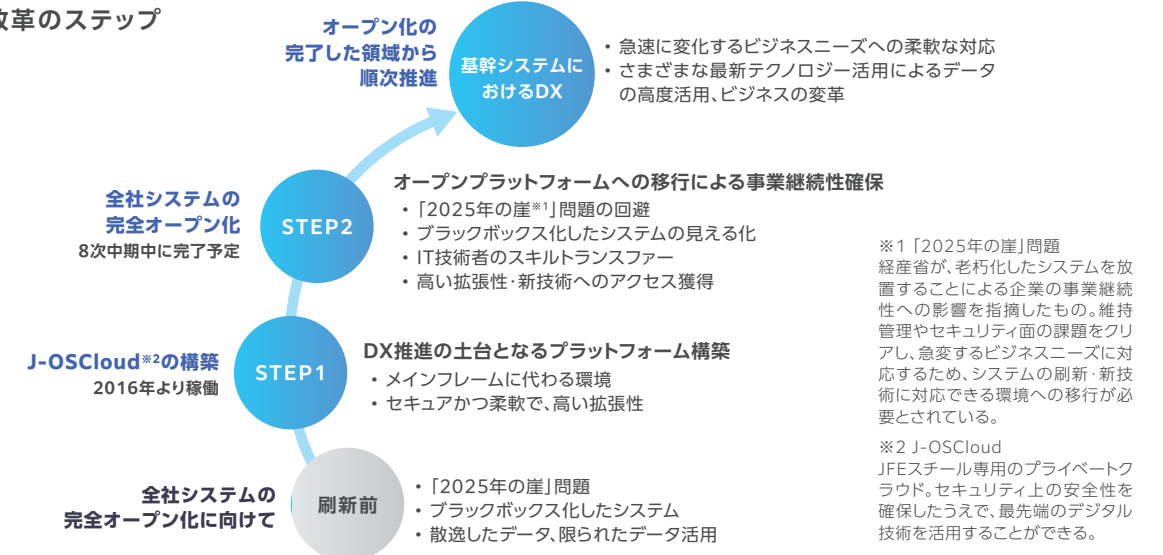 改革のステップ
オープン化の
完了した領域から
順次推進
基幹システムに
おけるDX
・急速に変化するビジネスニーズへの柔軟な対応
・さまざまな最新テクノロジー活用によるデータ
の高度活用、ビジネスの変革
全社システムの
完全オープン化
8次中期中に完了予定
STEP2
オープンプラットフォームへの移行による事業継続性確保
・「2025年の崖※1」問題の回避
・ブラックボックス化したシステムの見える化
・IT技術者のスキルトランスファー
・高い拡張性・新技術へのアクセス獲得
J-OSCloud※2の構築
2016年より稼働
STEP1
DX推進の土台となるプラットフォーム構築
・メインフレームに代わる環境
・セキュアかつ柔軟で、高い拡張性
全社システムの
完全オープン化に向けて
刷新前
・「2025年の崖」問題
・ブラックボックス化したシステム
・散逸したデータ、限られたデータ活用
※1「2025年の崖」問題
経産省が、老朽化したシステムを放
置することによる企業の事業継続
性への影響を指摘したもの。維持
管理やセキュリティ面の課題をクリ
アし、急変するビジネスニーズに対
応するため、システムの刷新・新技
術に対応できる環境への移行が必
要とされている。
※2 J-OSCloud
JFEスチール専用のプライベートク
ラウド。セキュリティ上の安全性を
確保したうえで、最先端のデジタル
技術を活用することができる。